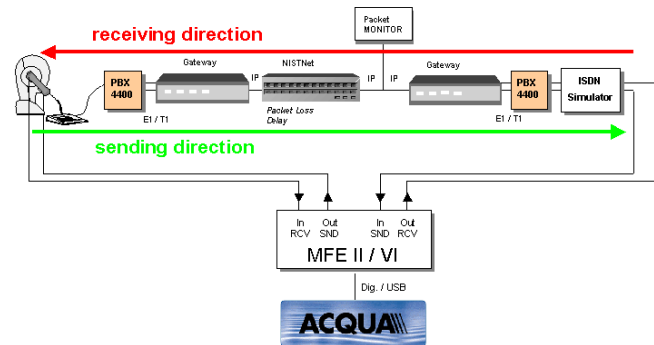 Packet
MONITOR
receiving direction
Gateway
NISTNet
Gateway
PBX
4400
IP
IP
IP
PBX
4400
ISDN
Simulator
E1 / T1
Packet Loss
Delay
E1 / T1
sending direction
In Out In Out
RCV SND SND RCV
MFE II / VI
Dig. / USB
ACQUA